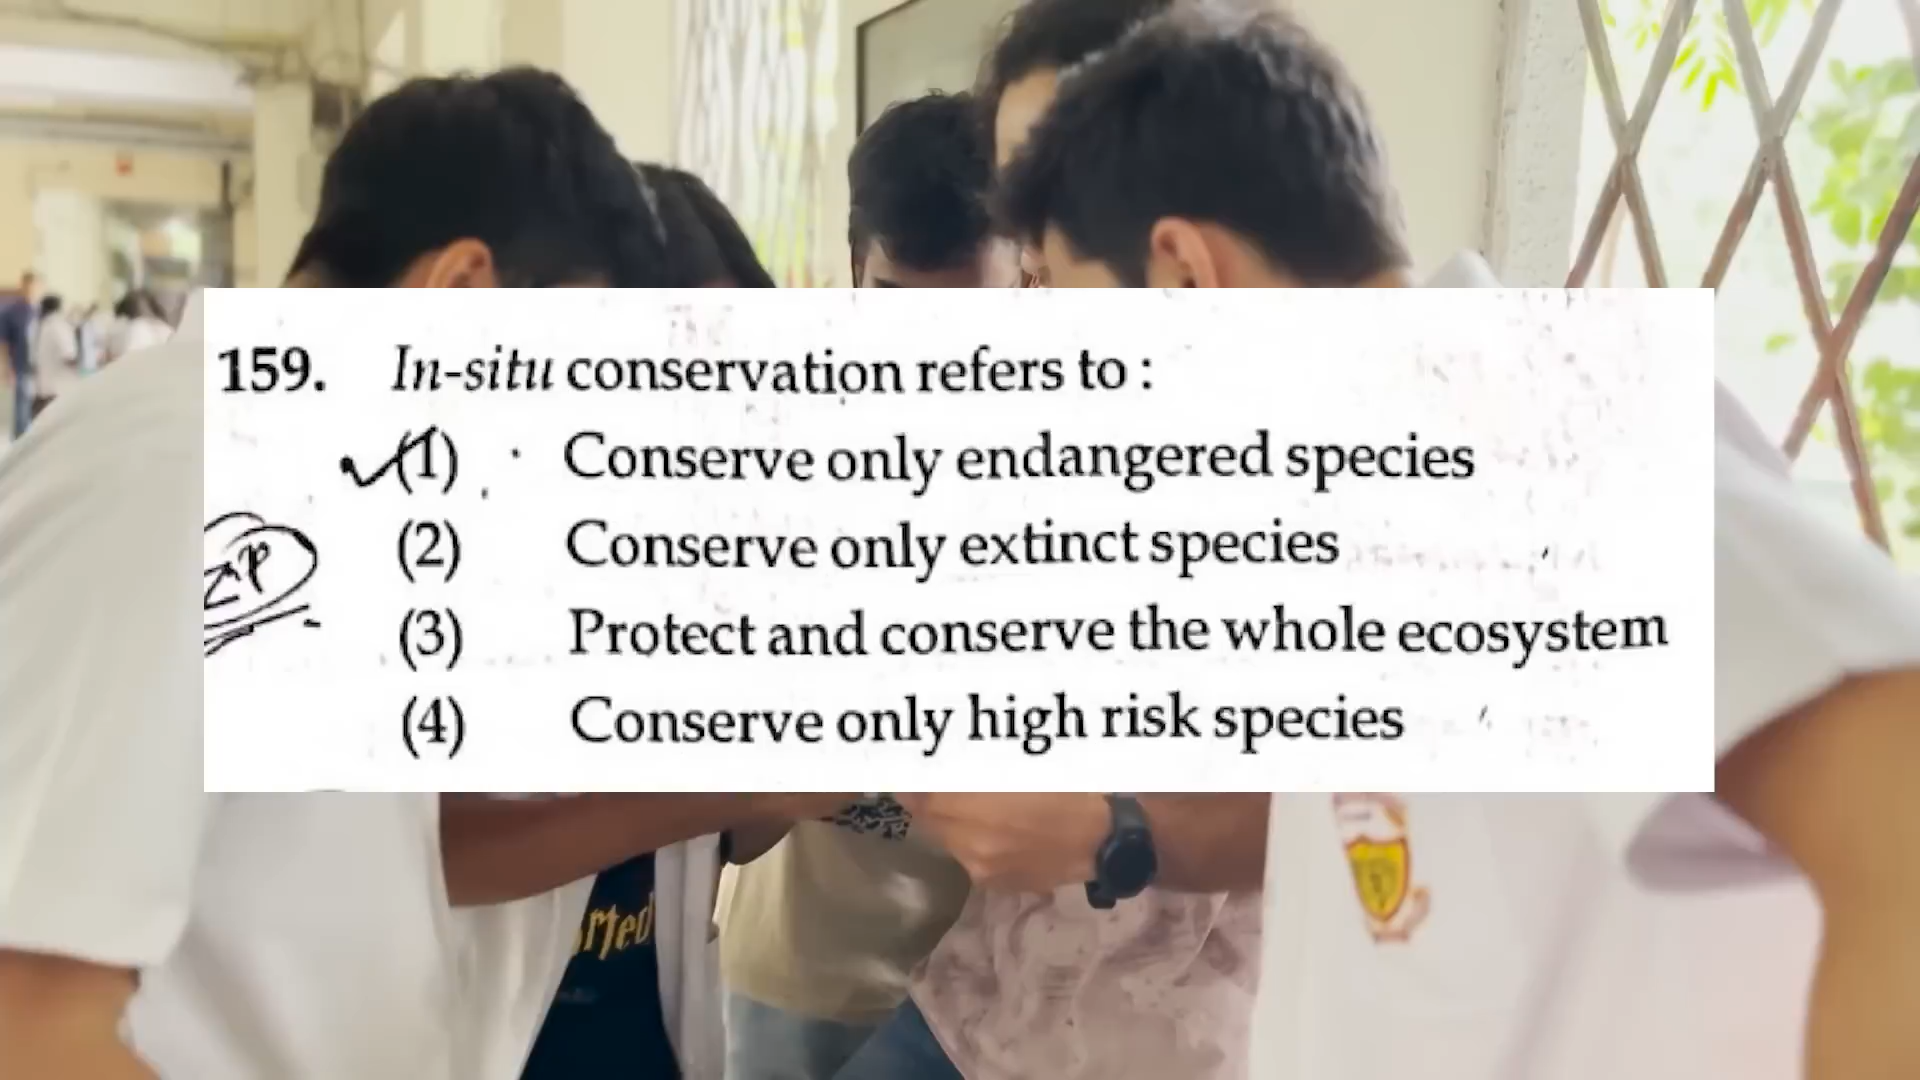 159. In-situ conservation refers to :
(1) Conserve only endangered species
(2) Conserve only extinct species
(3) Protect and conserve the whole ecosystem
(4) Conserve only high risk species